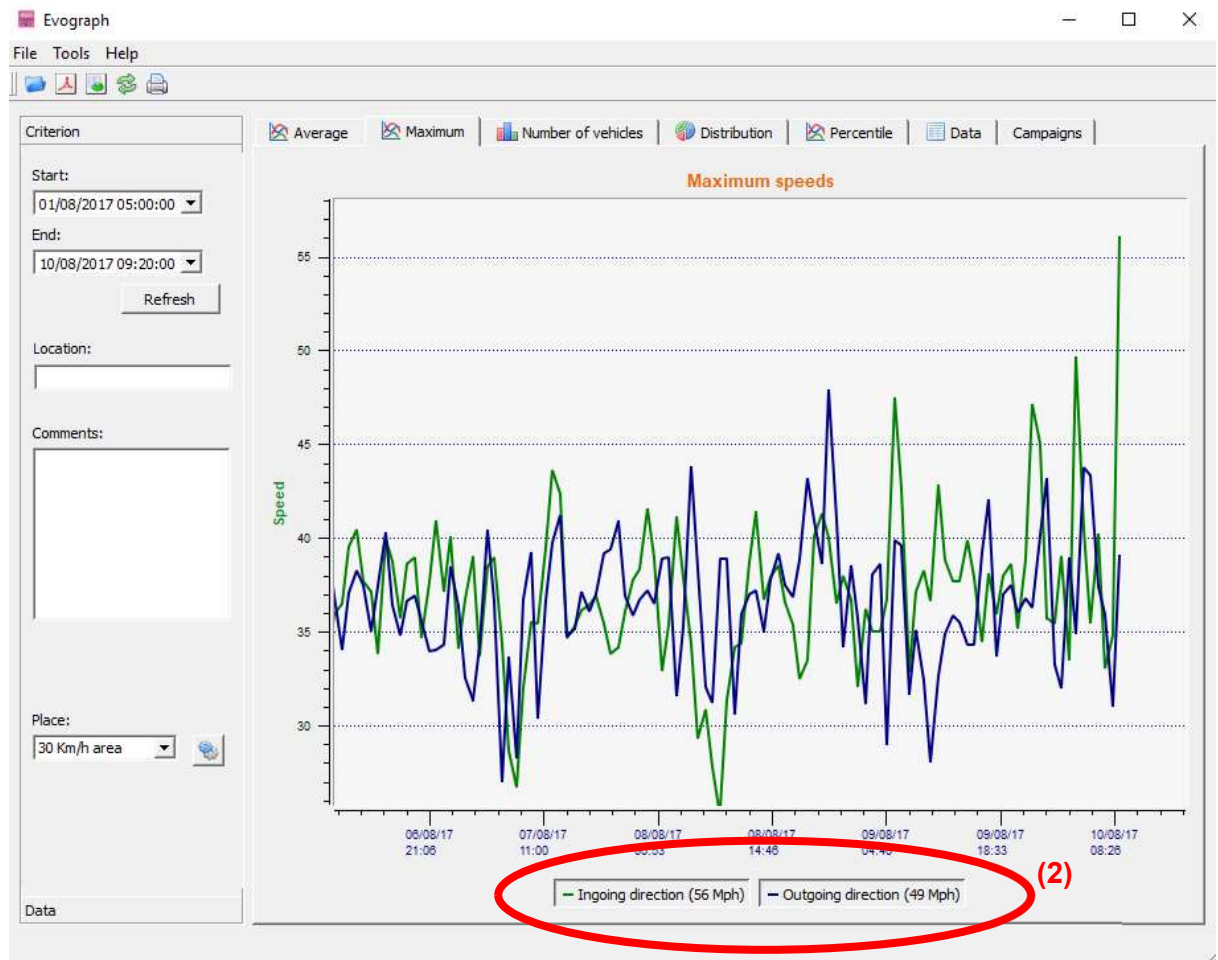 Evograph
File Tools Help
Criterion
Start:
01/08/2017 05:00:00
End:
10/08/2017 09:20:00
Refresh
Location:
Comments:
Place:
30 Km/h area
Data
Average Maximum Number of vehicles Distribution Percentile Data Campaigns
Maximum speeds
Speed
55
50
45
40
35
30
06/08/17 07/08/17 08/08/17 08/08/17 09/08/17 09/08/17 10/08/17
21:06 11:00 14:46 18:33 08:26
Ingoing direction (56 Mph) Outgoing direction (49 Mph)
(2)